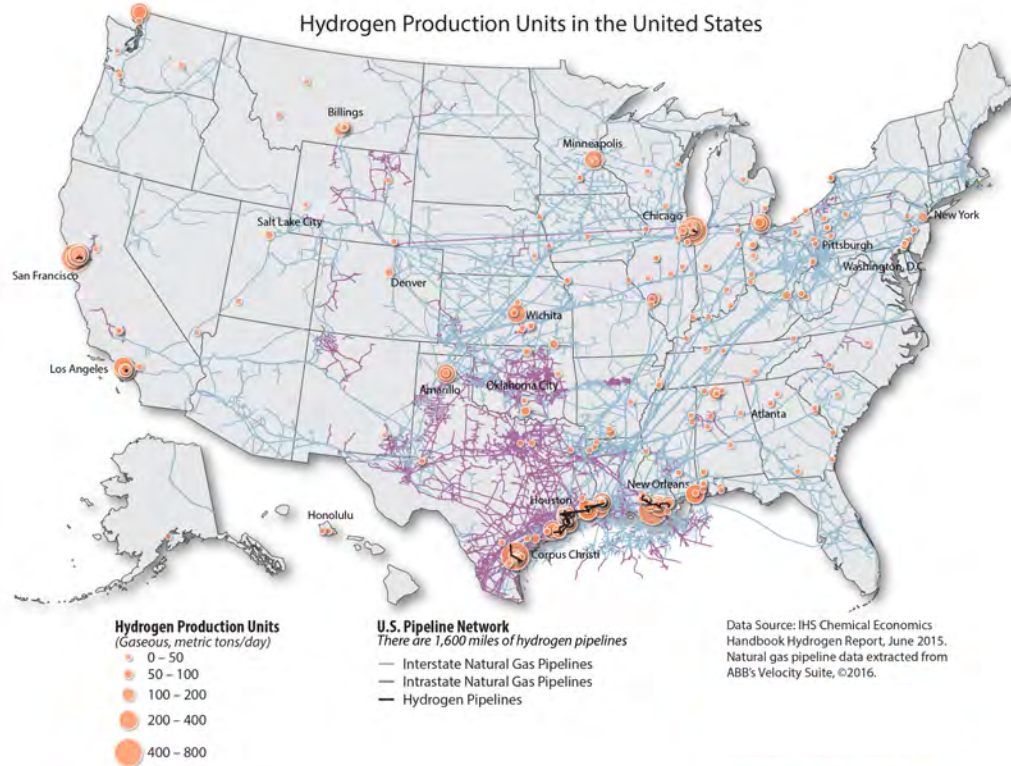 Hydrogen Production Units in the United States
Billings
Minneapolis
Salt Lake City
Chicago
New York
Pittsburgh
San Francisco
Denver
Washington, D.C.
Wichita
Los Angeles
Amarillo
Oklahoma City
Atlanta
New Orleans
Houston
Honolulu
Corpus Christi
Hydrogen Production Units
(Gaseous, metric tons/day)
0 – 50
50 – 100
100 – 200
200 – 400
400 – 800
U.S. Pipeline Network
There are 1,600 miles of hydrogen pipelines
Interstate Natural Gas Pipelines
Intrastate Natural Gas Pipelines
Hydrogen Pipelines
Data Source: IHS Chemical Economics
Handbook Hydrogen Report, June 2015.
Natural gas pipeline data extracted from
ABB's Velocity Suite, ©2016.